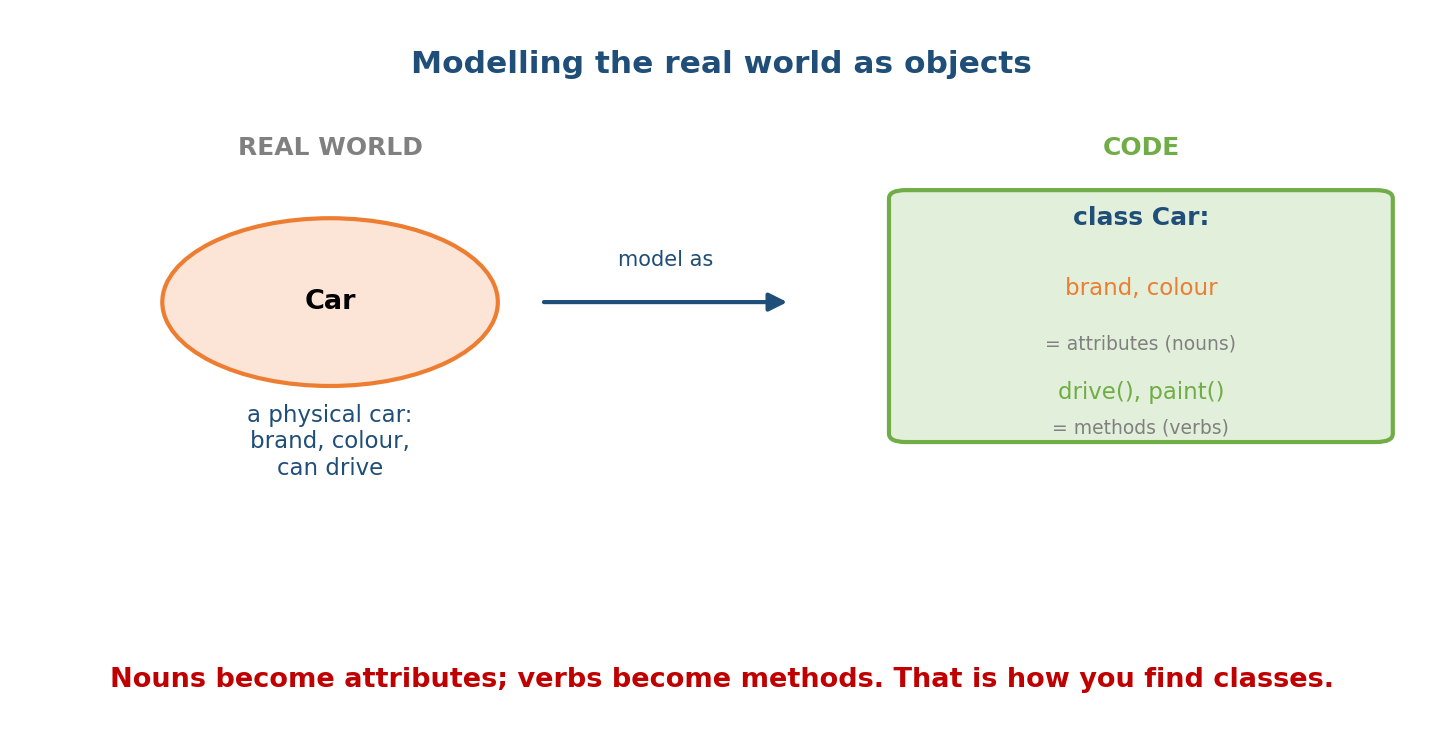 Modelling the real world as objects
REAL WORLD
CODE
class Car:
brand, colour
= attributes (nouns)
drive(), paint()
= methods (verbs)
model as
Car
a physical car:
brand, colour,
can drive
Nouns become attributes; verbs become methods. That is how you find classes.